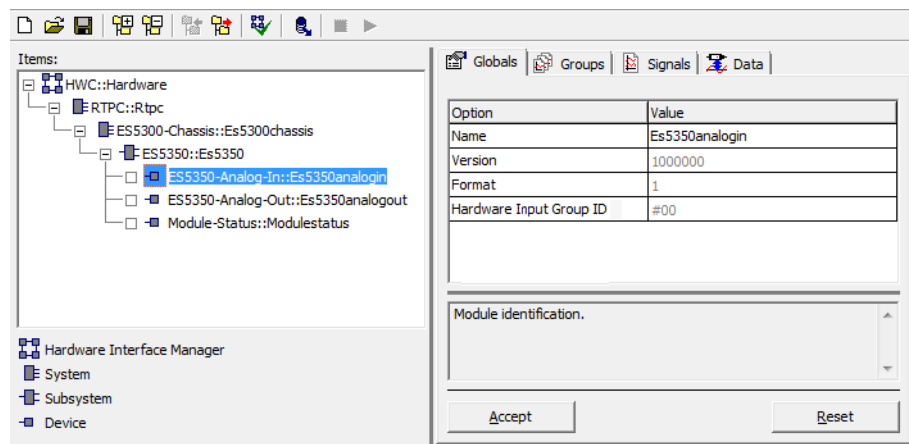 Items:
HWC::Hardware
RTPC::Rtpc
ES5300-Chassis::Es5300chassis
ES5350::Es5350
ES5350-Analog-In::Es5350analogin
ES5350-Analog-Out::Es5350analogout
Module-Status::Modulestatus
Hardware Interface Manager
System
Subsystem
Device
Globals Groups Signals Data
Option Value
Name Es5350analogin
Version 1000000
Format 1
Hardware Input Group ID #00
Module identification.
Accept Reset